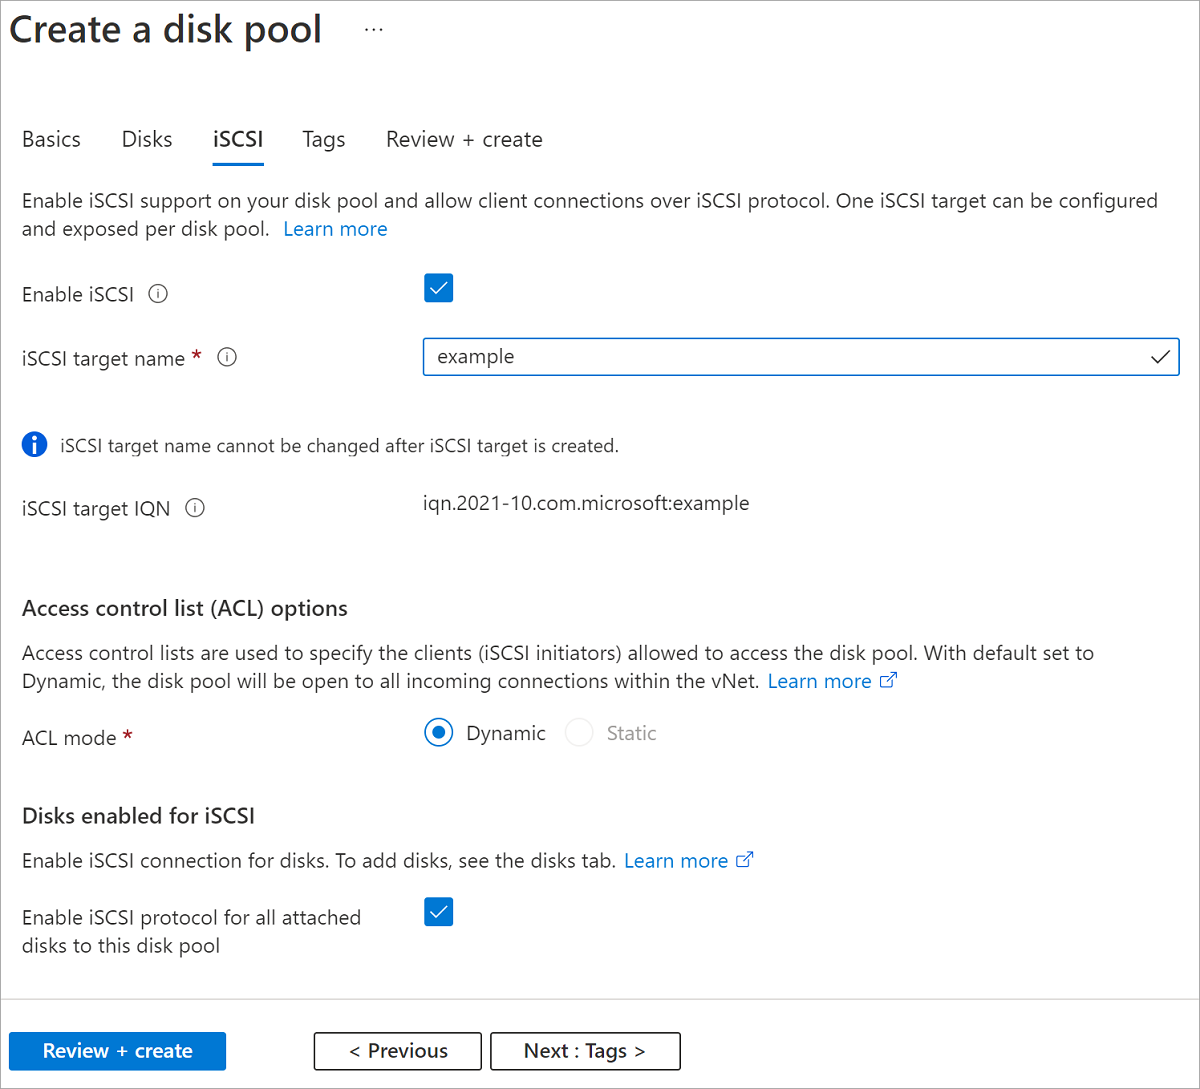 Create a disk pool ...
Basics Disks iSCSI Tags Review + create
Enable iSCSI support on your disk pool and allow client connections over iSCSI protocol. One iSCSI target can be configured
and exposed per disk pool. Learn more
Enable iSCSI
iSCSI target name * example
iSCSI target name cannot be changed after iSCSI target is created.
iSCSI target IQN iqn.2021-10.com.microsoft:example
Access control list (ACL) options
Access control lists are used to specify the clients (iSCSI initiators) allowed to access the disk pool. With default set to
Dynamic, the disk pool will be open to all incoming connections within the vNet. Learn more
ACL mode * Dynamic Static
Disks enabled for iSCSI
Enable iSCSI connection for disks. To add disks, see the disks tab. Learn more
Enable iSCSI protocol for all attached
disks to this disk pool
Review + create < Previous Next : Tags >